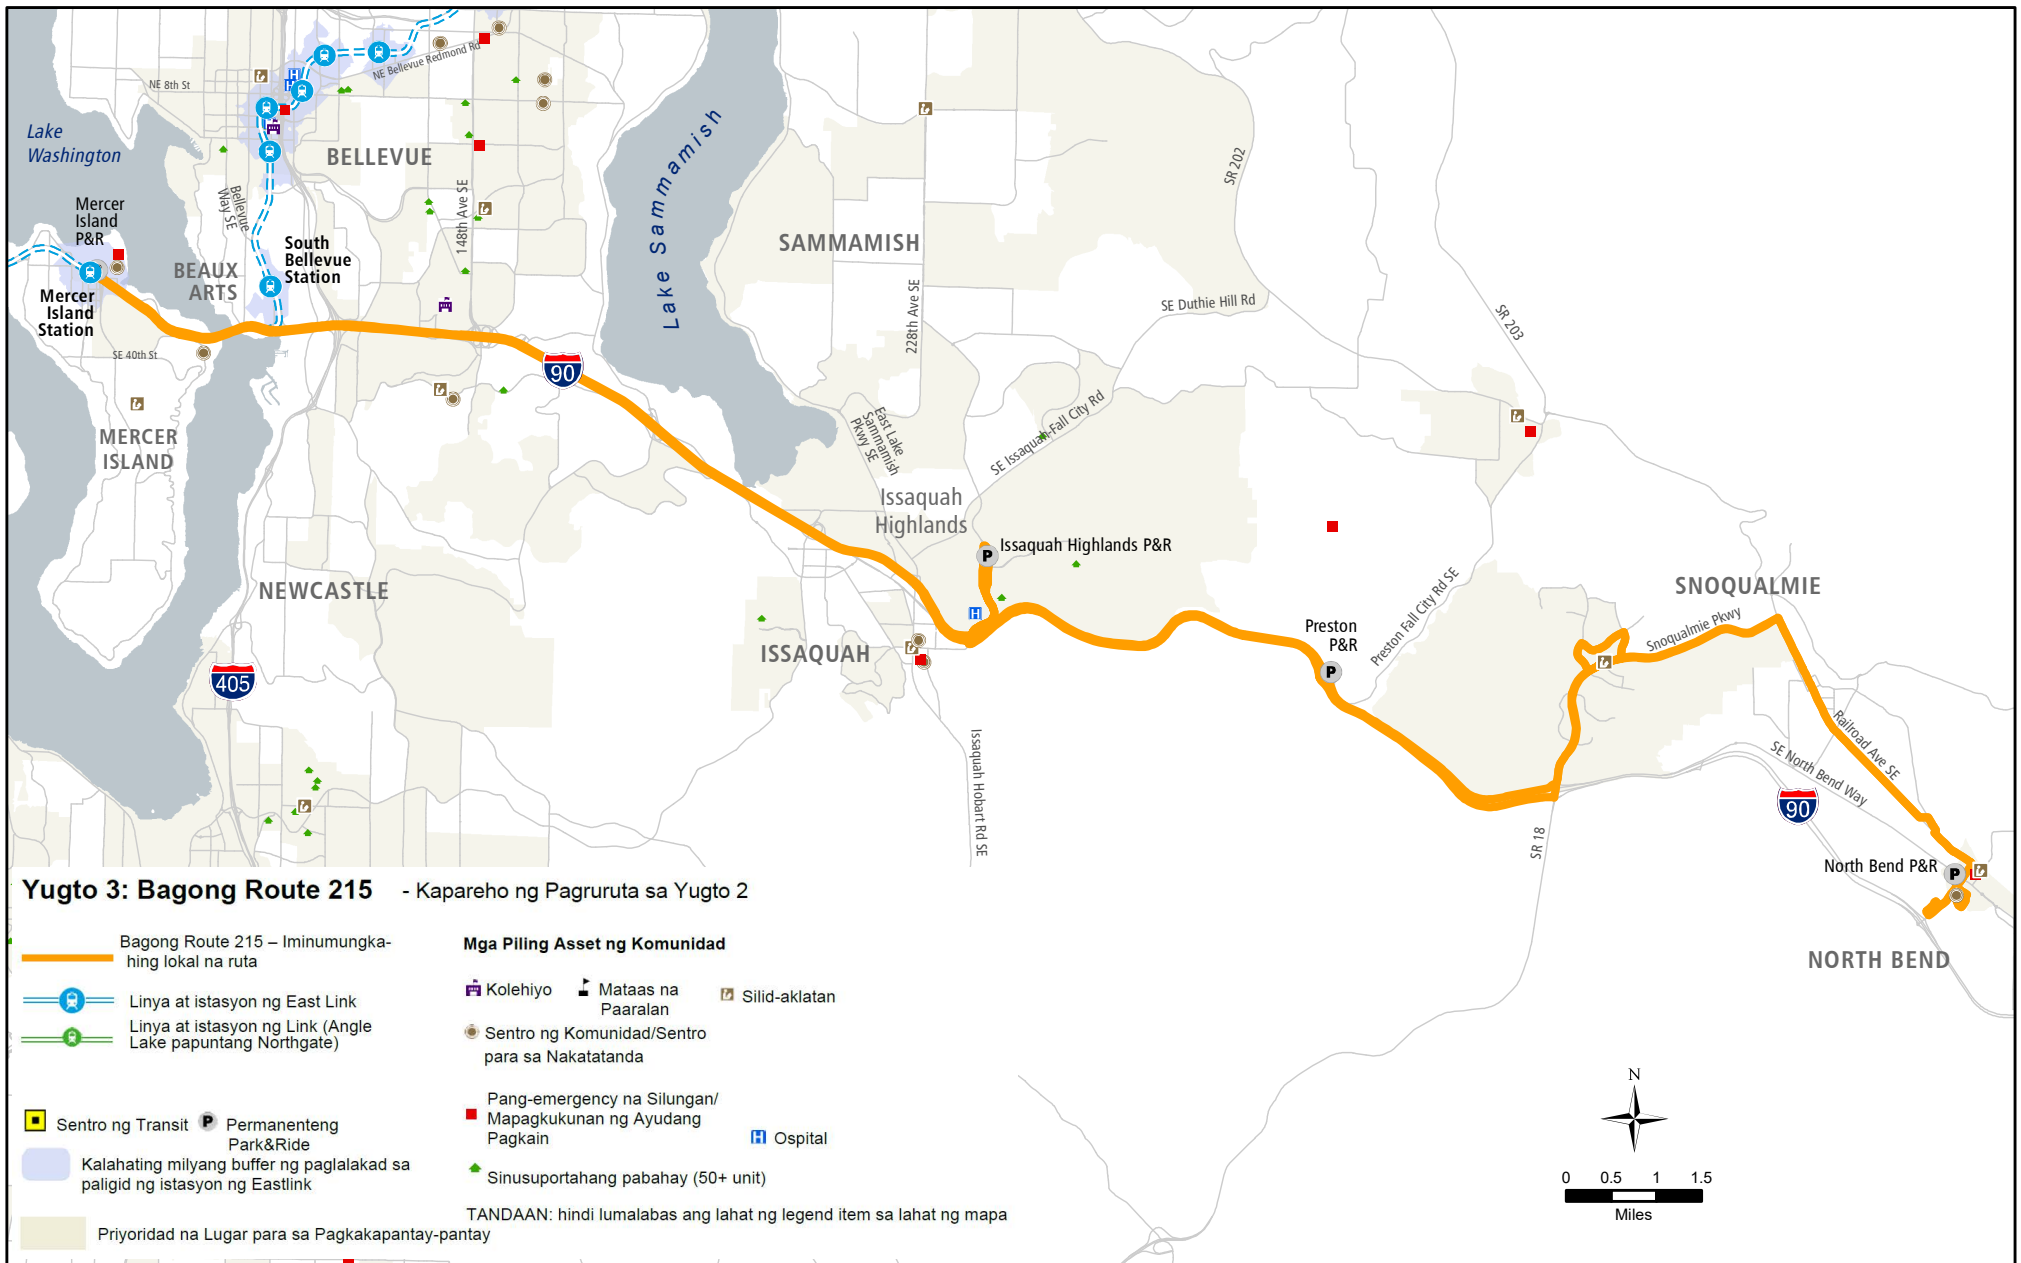 NE 8th St
NE Bellevue Redmond Rd
Lake
Washington
BELLEVUE
Bellevue
Way SE
148th Ave SE
Mercer
Island
P&R
BEAUX
ARTS
South
Bellevue
Station
Mercer
Island
Station
SE 40th St
MERCER
ISLAND
Lake Sammamish
SAMMAMISH
228th Ave SE
SR 202
SE Duthie Hill Rd
SR 203
90
East Lake
Sammamish
Pkwy SE
SE Issaquah-Fall City Rd
Issaquah
Highlands
Issaquah Highlands P&R
NEWCASTLE
ISSAQUAH
405
Issaquah Hobart Rd SE
Preston
P&R
Preston Fall City Rd SE
SNOQUALMIE
Snoqualmie Pkwy
Railroad Ave SE
SE North Bend Way
90
SR 18
North Bend P&R
NORTH BEND
P
P
P
H
H
H
Yugto 3: Bagong Route 215 - Kapareho ng Pagruruta sa Yugto 2
Bagong Route 215 – Iminumungka-
hing lokal na ruta
Linya at istasyon ng East Link
Linya at istasyon ng Link (Angle
Lake papuntang Northgate)
Sentro ng Transit
P Permanenteng
Park&Ride
Kalahating milyang buffer ng paglalakad sa
paligid ng istasyon ng Eastlink
Priyoridad na Lugar para sa Pagkakapantay-pantay
Mga Piling Asset ng Komunidad
Kolehiyo
Mataas na
Paaralan
Silid-aklatan
Sentro ng Komunidad/Sentro
para sa Nakatatanda
Pang-emergency na Silungan/
Mapagkukunan ng Ayudang
Pagkain
H Ospital
Sinusuportahang pabahay (50+ unit)
TANDAAN: hindi lumalabas ang lahat ng legend item sa lahat ng mapa
N
0 0.5 1 1.5
Miles